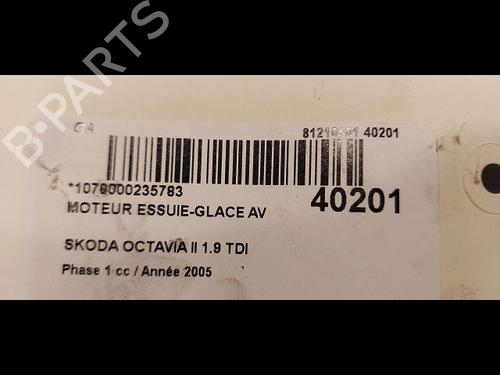 B-PARTS
GA
81210401 40201
*1070000235783
MOTEUR ESSUIE-GLACE AV
40201
SKODA OCTAVIA II 1.9 TDI
Phase 1 cc / Année 2005